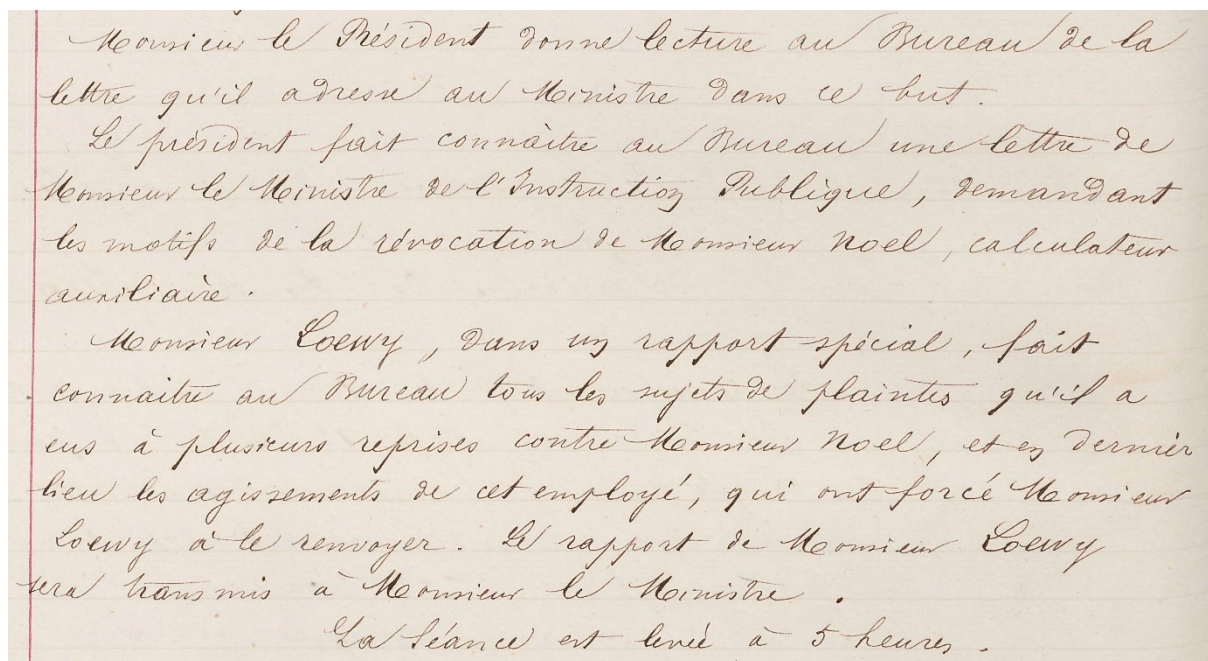 Monsieur le Président donne lecture au Bureau de la
lettre qu'il adresse au Ministre dans ce but.
Le président fait connaître au Bureau une lettre de
Monsieur le Ministre de l'Instruction Publique, demandant
les motifs de la révocation de Monsieur Noel, calculateur
auxiliaire.
Monsieur Loewy, dans un rapport spécial, fait
connaitre au Bureau tous les sujets de plaintes qu'il a
eus à plusieurs reprises contre Monsieur Noel, et en dernier
lieu les agissements de cet employé, qui ont forcé Monsieur
Loewy à le renvoyer. Le rapport de Monsieur Loewy
sera transmis à Monsieur le Ministre.
La Séance est levée à 5 heures.